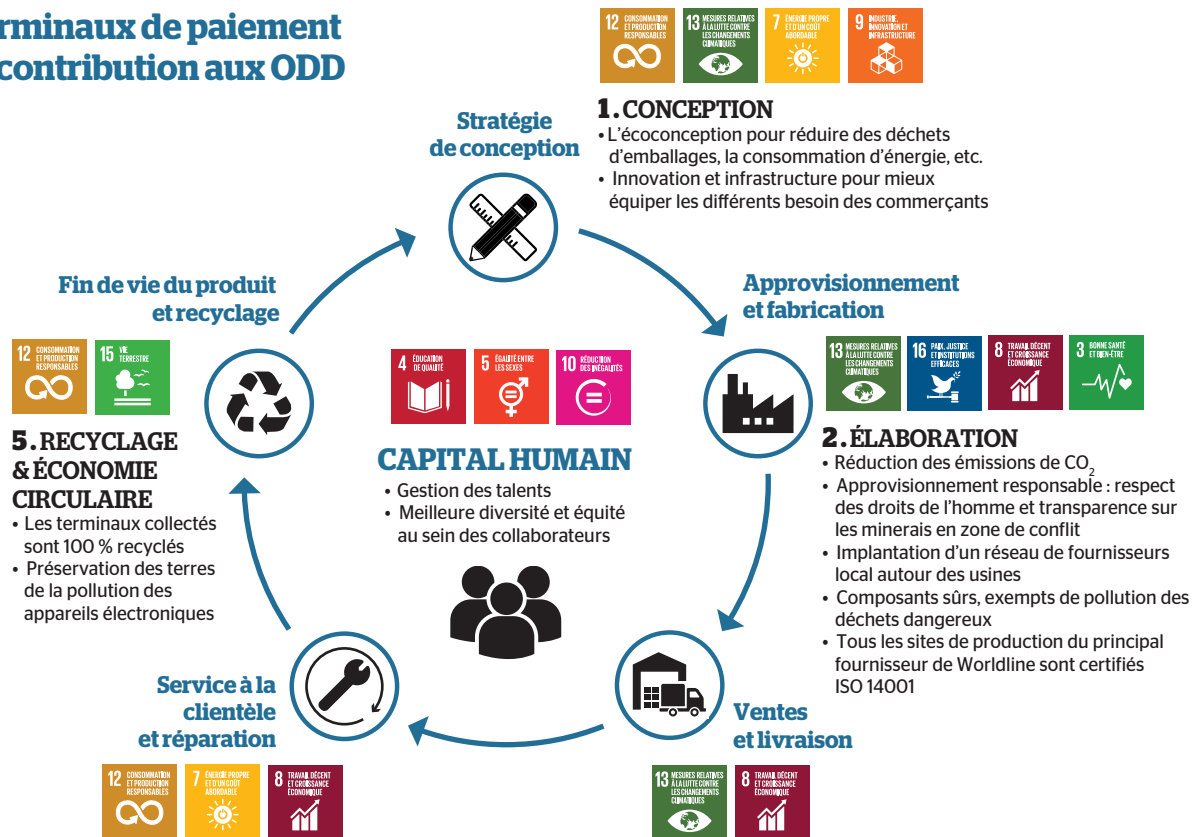 rminaux de paiement
contribution aux ODD
12 CONSOMMATION
ET PRODUCTION
RESPONSABLES
13 MESURES RELATIVES
À LA LUTTE CONTRE
LES CHANGEMENTS
CLIMATIQUES
7 ÉNERGIE PROPRE
ET D'UN COÛT
ABORDABLE
9 INDUSTRIE,
INNOVATION ET
INFRASTRUCTURE
1. CONCEPTION
• L'écoconception pour réduire des déchets
d'emballages, la consommation d'énergie, etc.
• Innovation et infrastructure pour mieux
équiper les différents besoin des commerçants
Stratégie
de conception
Approvisionnement
et fabrication
13 MESURES RELATIVES
À LA LUTTE CONTRE
LES CHANGEMENTS
CLIMATIQUES
16 PAIX, JUSTICE
ET INSTITUTIONS
EFFICACES
8 TRAVAIL DÉCENT
ET CROISSANCE
ÉCONOMIQUE
3 BONNE SANTÉ
ET BIEN-ÊTRE
2. ÉLABORATION
• Réduction des émissions de CO2
• Approvisionnement responsable : respect
des droits de l'homme et transparence sur
les minerais en zone de conflit
• Implantation d'un réseau de fournisseurs
local autour des usines
• Composants sûrs, exempts de pollution des
déchets dangereux
• Tous les sites de production du principal
fournisseur de Worldline sont certifiés
ISO 14001
Fin de vie du produit
et recyclage
12 CONSOMMATION
ET PRODUCTION
RESPONSABLES
15 VIE
TERRESTRE
5. RECYCLAGE
& ÉCONOMIE
CIRCULAIRE
• Les terminaux collectés
sont 100 % recyclés
• Préservation des terres
de la pollution des
appareils électroniques
4 ÉDUCATION
DE QUALITÉ
5 ÉGALITÉ ENTRE
LES SEXES
10 RÉDUCTION
DES INÉGALITÉS
CAPITAL HUMAIN
• Gestion des talents
• Meilleure diversité et équité
au sein des collaborateurs
Service à la
clientèle
et réparation
12 CONSOMMATION
ET PRODUCTION
RESPONSABLES
7 ÉNERGIE PROPRE
ET D'UN COÛT
ABORDABLE
8 TRAVAIL DÉCENT
ET CROISSANCE
ÉCONOMIQUE
Ventes
et livraison
13 MESURES RELATIVES
À LA LUTTE CONTRE
LES CHANGEMENTS
CLIMATIQUES
8 TRAVAIL DÉCENT
ET CROISSANCE
ÉCONOMIQUE